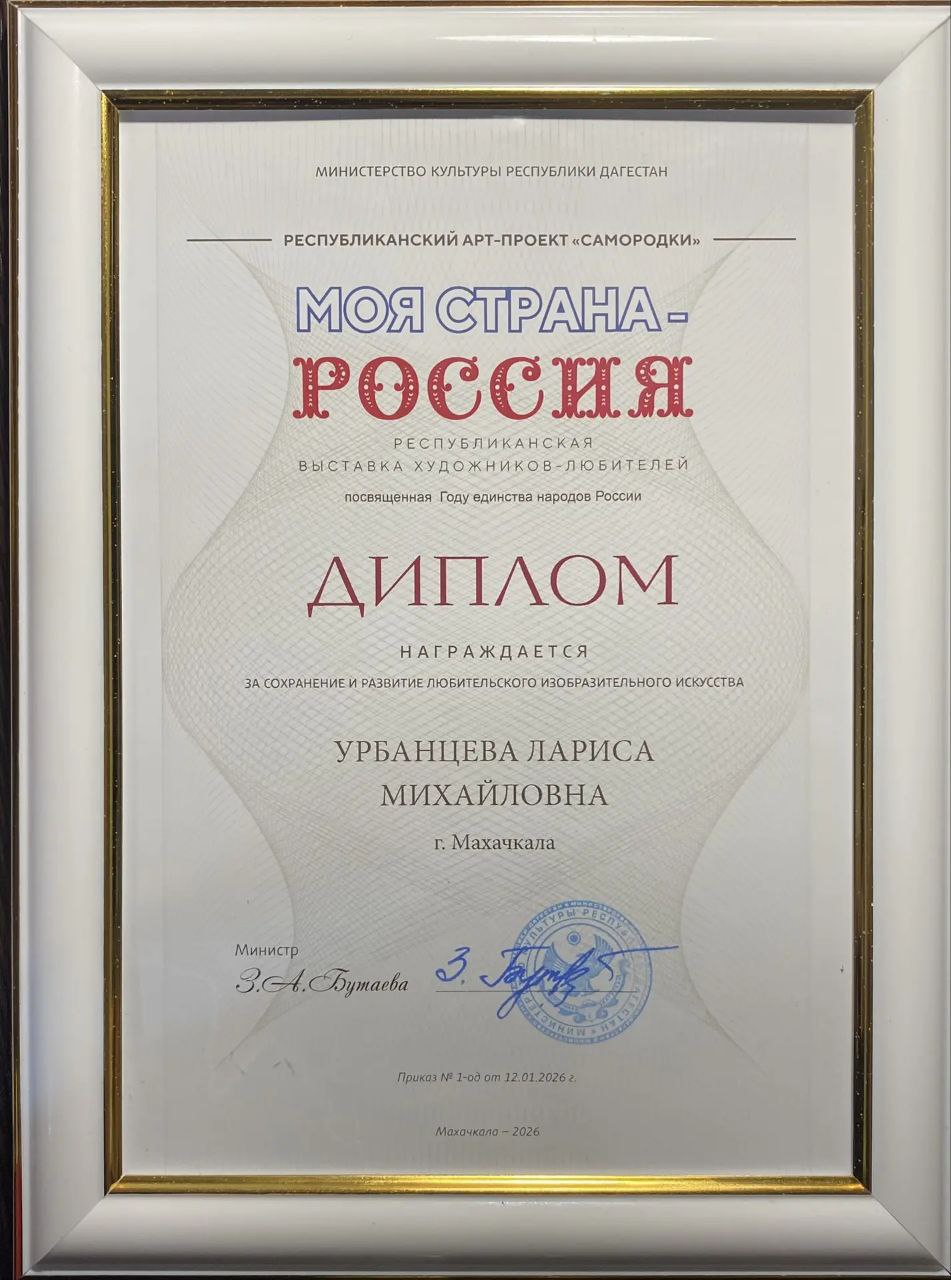 МИНИСТЕРСТВО КУЛЬТУРЫ РЕСПУБЛИКИ ДАГЕСТАН
РЕСПУБЛИКАНСКИЙ АРТ-ПРОЕКТ «САМОРОДКИ»
МОЯ СТРАНА -
РОССИЯ
РЕСПУБЛИКАНСКАЯ
ВЫСТАВКА ХУДОЖНИКОВ-ЛЮБИТЕЛЕЙ
посвященная Году единства народов России
ДИПЛОМ
НАГРАЖДАЕТСЯ
ЗА СОХРАНЕНИЕ И РАЗВИТИЕ ЛЮБИТЕЛЬСКОГО ИЗОБРАЗИТЕЛЬНОГО ИСКУССТВА
УРБАНЦЕВА ЛАРИСА
МИХАЙЛОВНА
г. Махачкала
Министр
З.А.Бутаева
Приказ № 1-од от 12.01.2026 г.
Махачкала – 2026